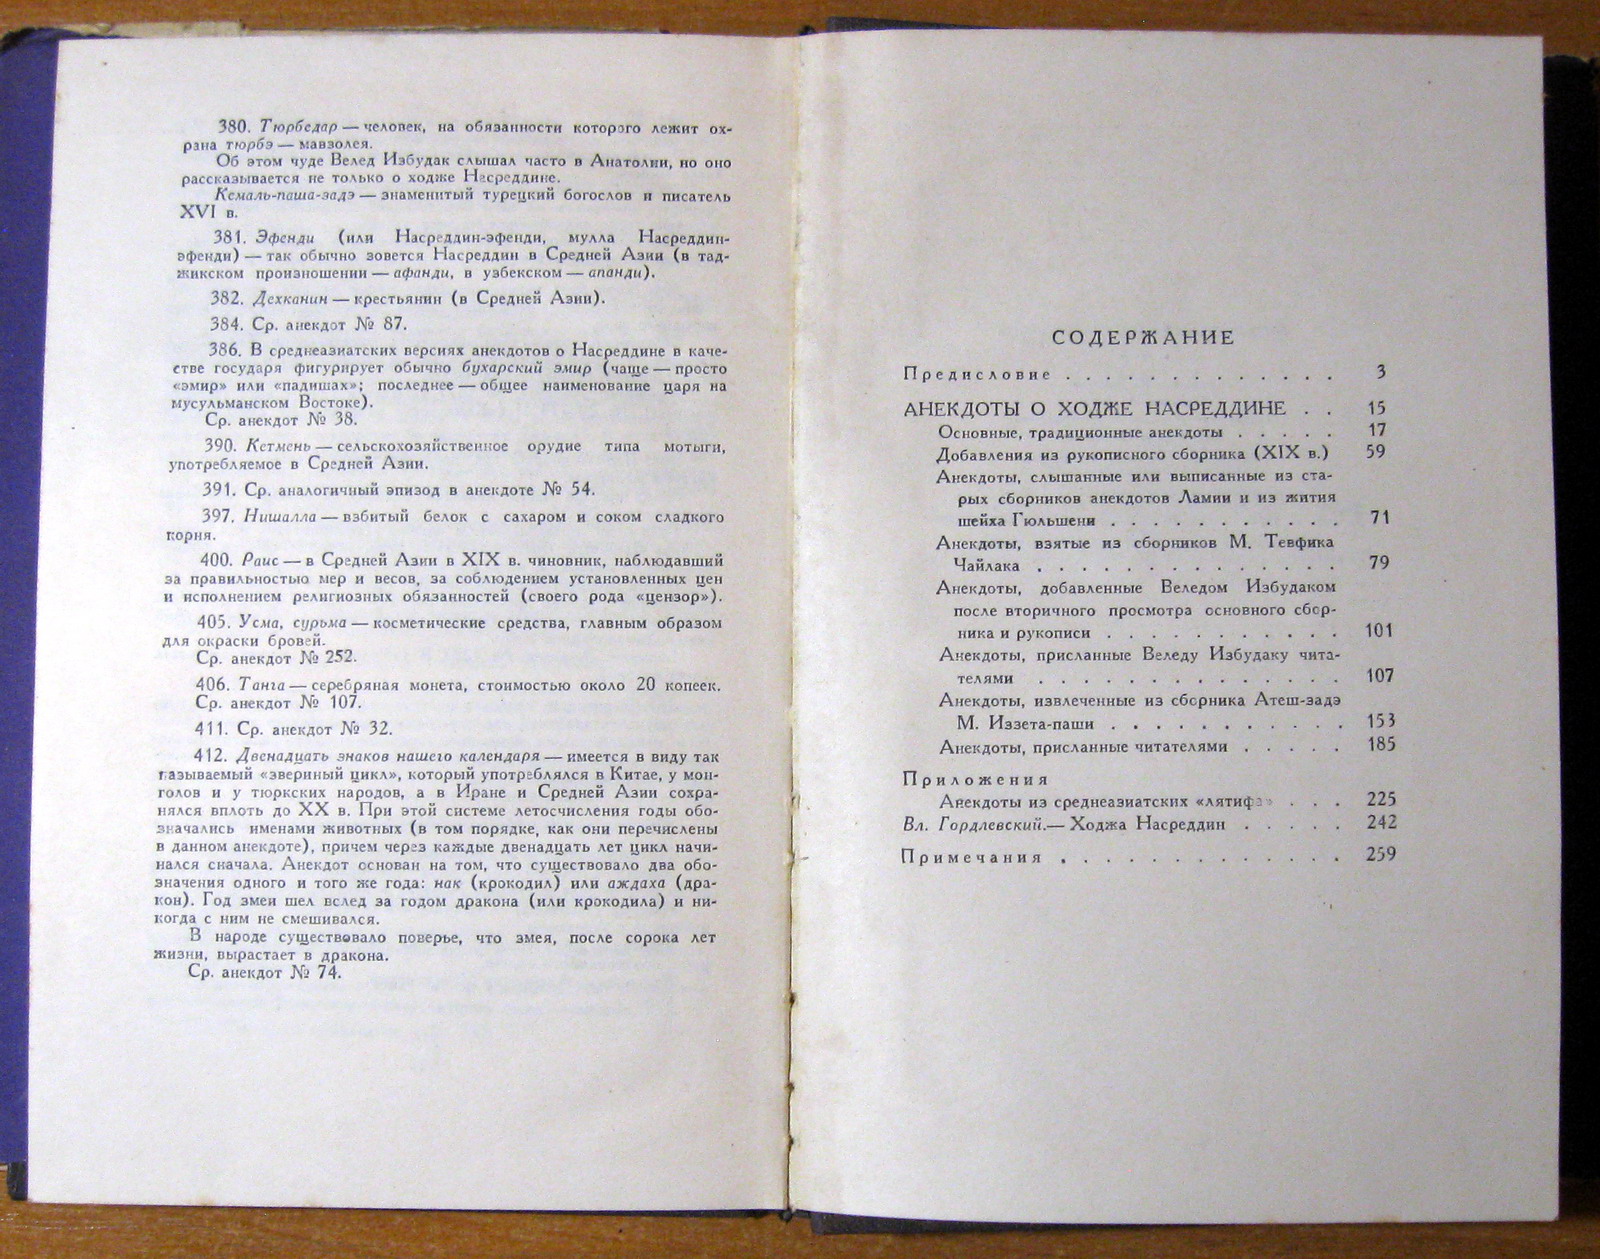 380. Тюрбедар — человек, на обязанности которого лежит ох-
рана тюрбэ — мавзолея.
Об этом чуде Велед Избудак слышал часто в Анатолии, но оно
рассказывается не только о ходже Насреддине.
Кемаль-паша-задэ — знаменитый турецкий богослов и писатель
XVI в.
381. Эфенди (или Насреддин-эфенди, мулла Насреддин-
эфенди) — так обычно зовется Насреддин в Средней Азии (в тад-
жикском произношении — афанди, в узбекском — апанди).
382. Дехканин — крестьянин (в Средней Азии).
384. Ср. анекдот № 87.
386. В среднеазиатских версиях анекдотов о Насреддине в каче-
стве государя фигурирует обычно бухарский эмир (чаще — просто
«эмир» или «падишах»; последнее — общее наименование царя на
мусульманском Востоке).
Ср. анекдот № 38.
390. Кетмень — сельскохозяйственное орудие типа мотыги,
употребляемое в Средней Азии.
391. Ср. аналогичный эпизод в анекдоте № 54.
397. Нишалла — взбитый белок с сахаром и соком сладкого
корня.
400. Раис — в Средней Азии в XIX в. чиновник, наблюдавший
за правильностью мер и весов, за соблюдением установленных цен
и исполнением религиозных обязанностей (своего рода «цензор»).
405. Усма, сурьма — косметические средства, главным образом
для окраски бровей.
Ср. анекдот № 252.
406. Танга — серебряная монета, стоимостью около 20 копеек.
Ср. анекдот № 107.
411. Ср. анекдот № 32.
412. Двенадцать знаков нашего календаря — имеется в виду так
называемый «звериный цикл», который употреблялся в Китае, у мон-
голов и у тюркских народов, а в Иране и Средней Азии сохра-
нялся вплоть до XX в. При этой системе летосчисления годы обо-
значались именами животных (в том порядке, как они перечислены
в данном анекдоте), причем через каждые двенадцать лет цикл начи-
нался сначала. Анекдот основан на том, что существовало два обо-
значения одного и того же года: нак (крокодил) или аждаха (дра-
кон). Год змеи шел вслед за годом дракона (или крокодила) и ни-
когда с ним не смешивался.
В народе существовало поверье, что змея, после сорока лет
жизни, вырастает в дракона.
Ср. анекдот № 74.
СОДЕРЖАНИЕ
Предисловие . . . . . . . . . . . . . 3
АНЕКДОТЫ О ХОДЖЕ НАСРЕДДИНЕ . . 15
Основные, традиционные анекдоты . . . . . 17
Добавления из рукописного сборника (XIX в.) 59
Анекдоты, слышанные или выписанные из ста-
рых сборников анекдотов Ламии и из жития
шейха Гюльшени . . . . . . . . . . . 71
Анекдоты, взятые из сборников М. Тевфика
Чайлака . . . . . . . . . . . . . . 79
Анекдоты, добавленные Веледом Избудаком
после вторичного просмотра основного сбор-
ника и рукописи . . . . . . . . . . . 101
Анекдоты, присланные Веледу Избудаку чита-
телями . . . . . . . . . . . . . . 107
Анекдоты, извлеченные из сборника Атеш-задэ
М. Иззета-паши . . . . . . . . . . . 153
Анекдоты, присланные читателями . . . . . 185
Приложения
Анекдоты из среднеазиатских «лятифа» . . . 225
Вл. Гордлевский.— Ходжа Насреддин . . . . . 242
Примечания . . . . . . . . . . . . . 259